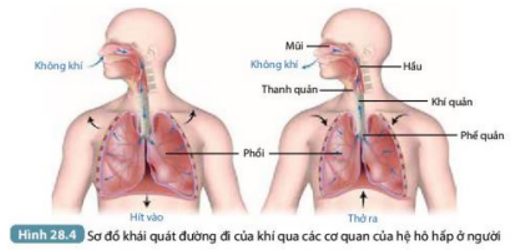 Không khí
Phổi
Hít vào
Mũi
Không khí
Hầu
Thanh quản
Khí quản
Phế quản
Thở ra
Hình 28.4 Sơ đồ khái quát đường đi của khí qua các cơ quan của hệ hô hấp ở người